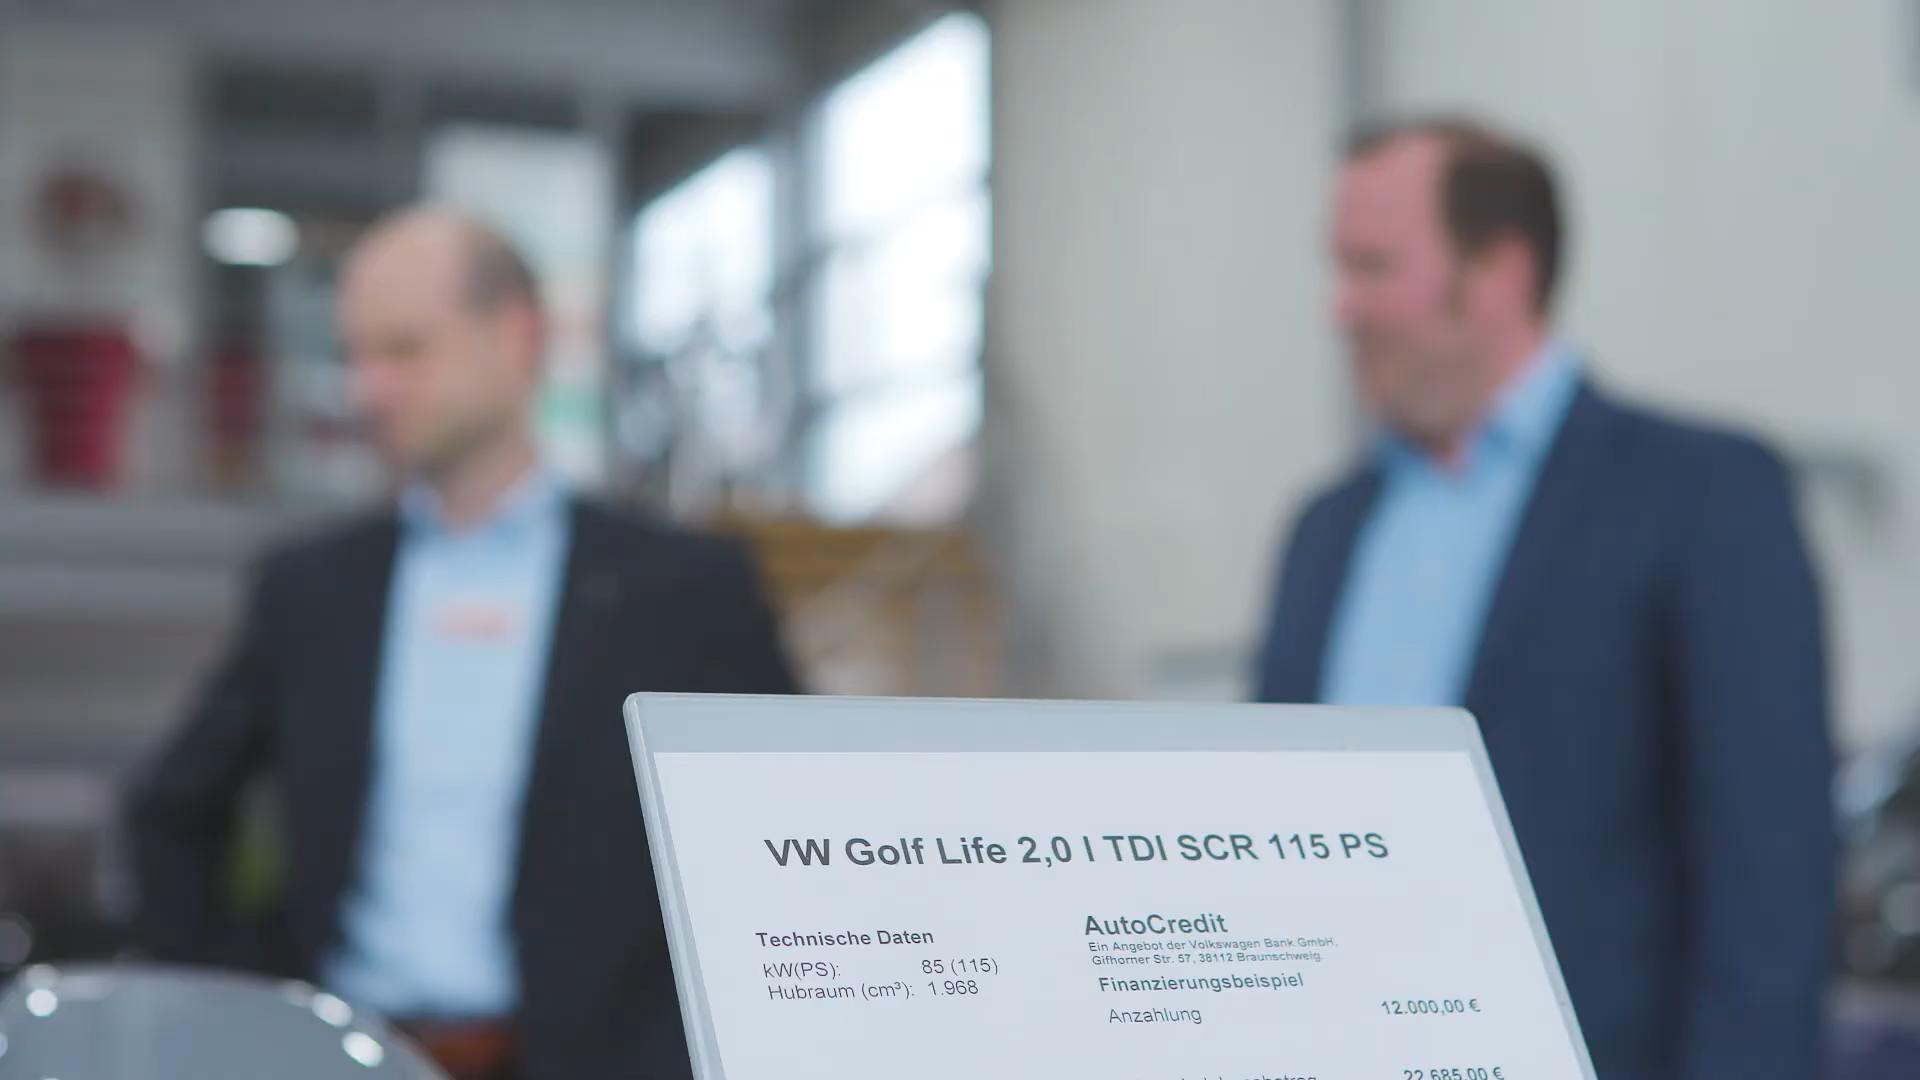 VW Golf Life 2,0 l TDI SCR 115 PS
Technische Daten
kW(PS): 85 (115)
Hubraum (cm³): 1.968
AutoCredit
Ein Angebot der Volkswagen Bank GmbH,
Gifhorner Str. 57, 38112 Braunschweig.
Finanzierungsbeispiel
Anzahlung 12.000,00 €
22.685,00 €